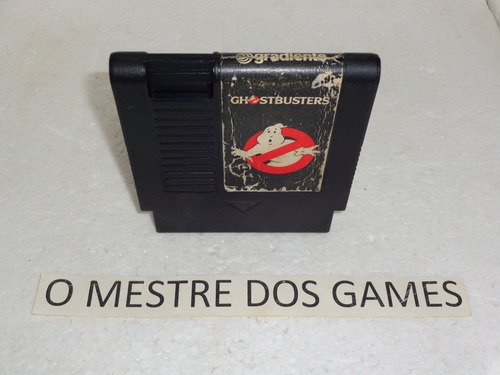 gradiente
GHOSTBUSTERS
O MESTRE DOS GAMES